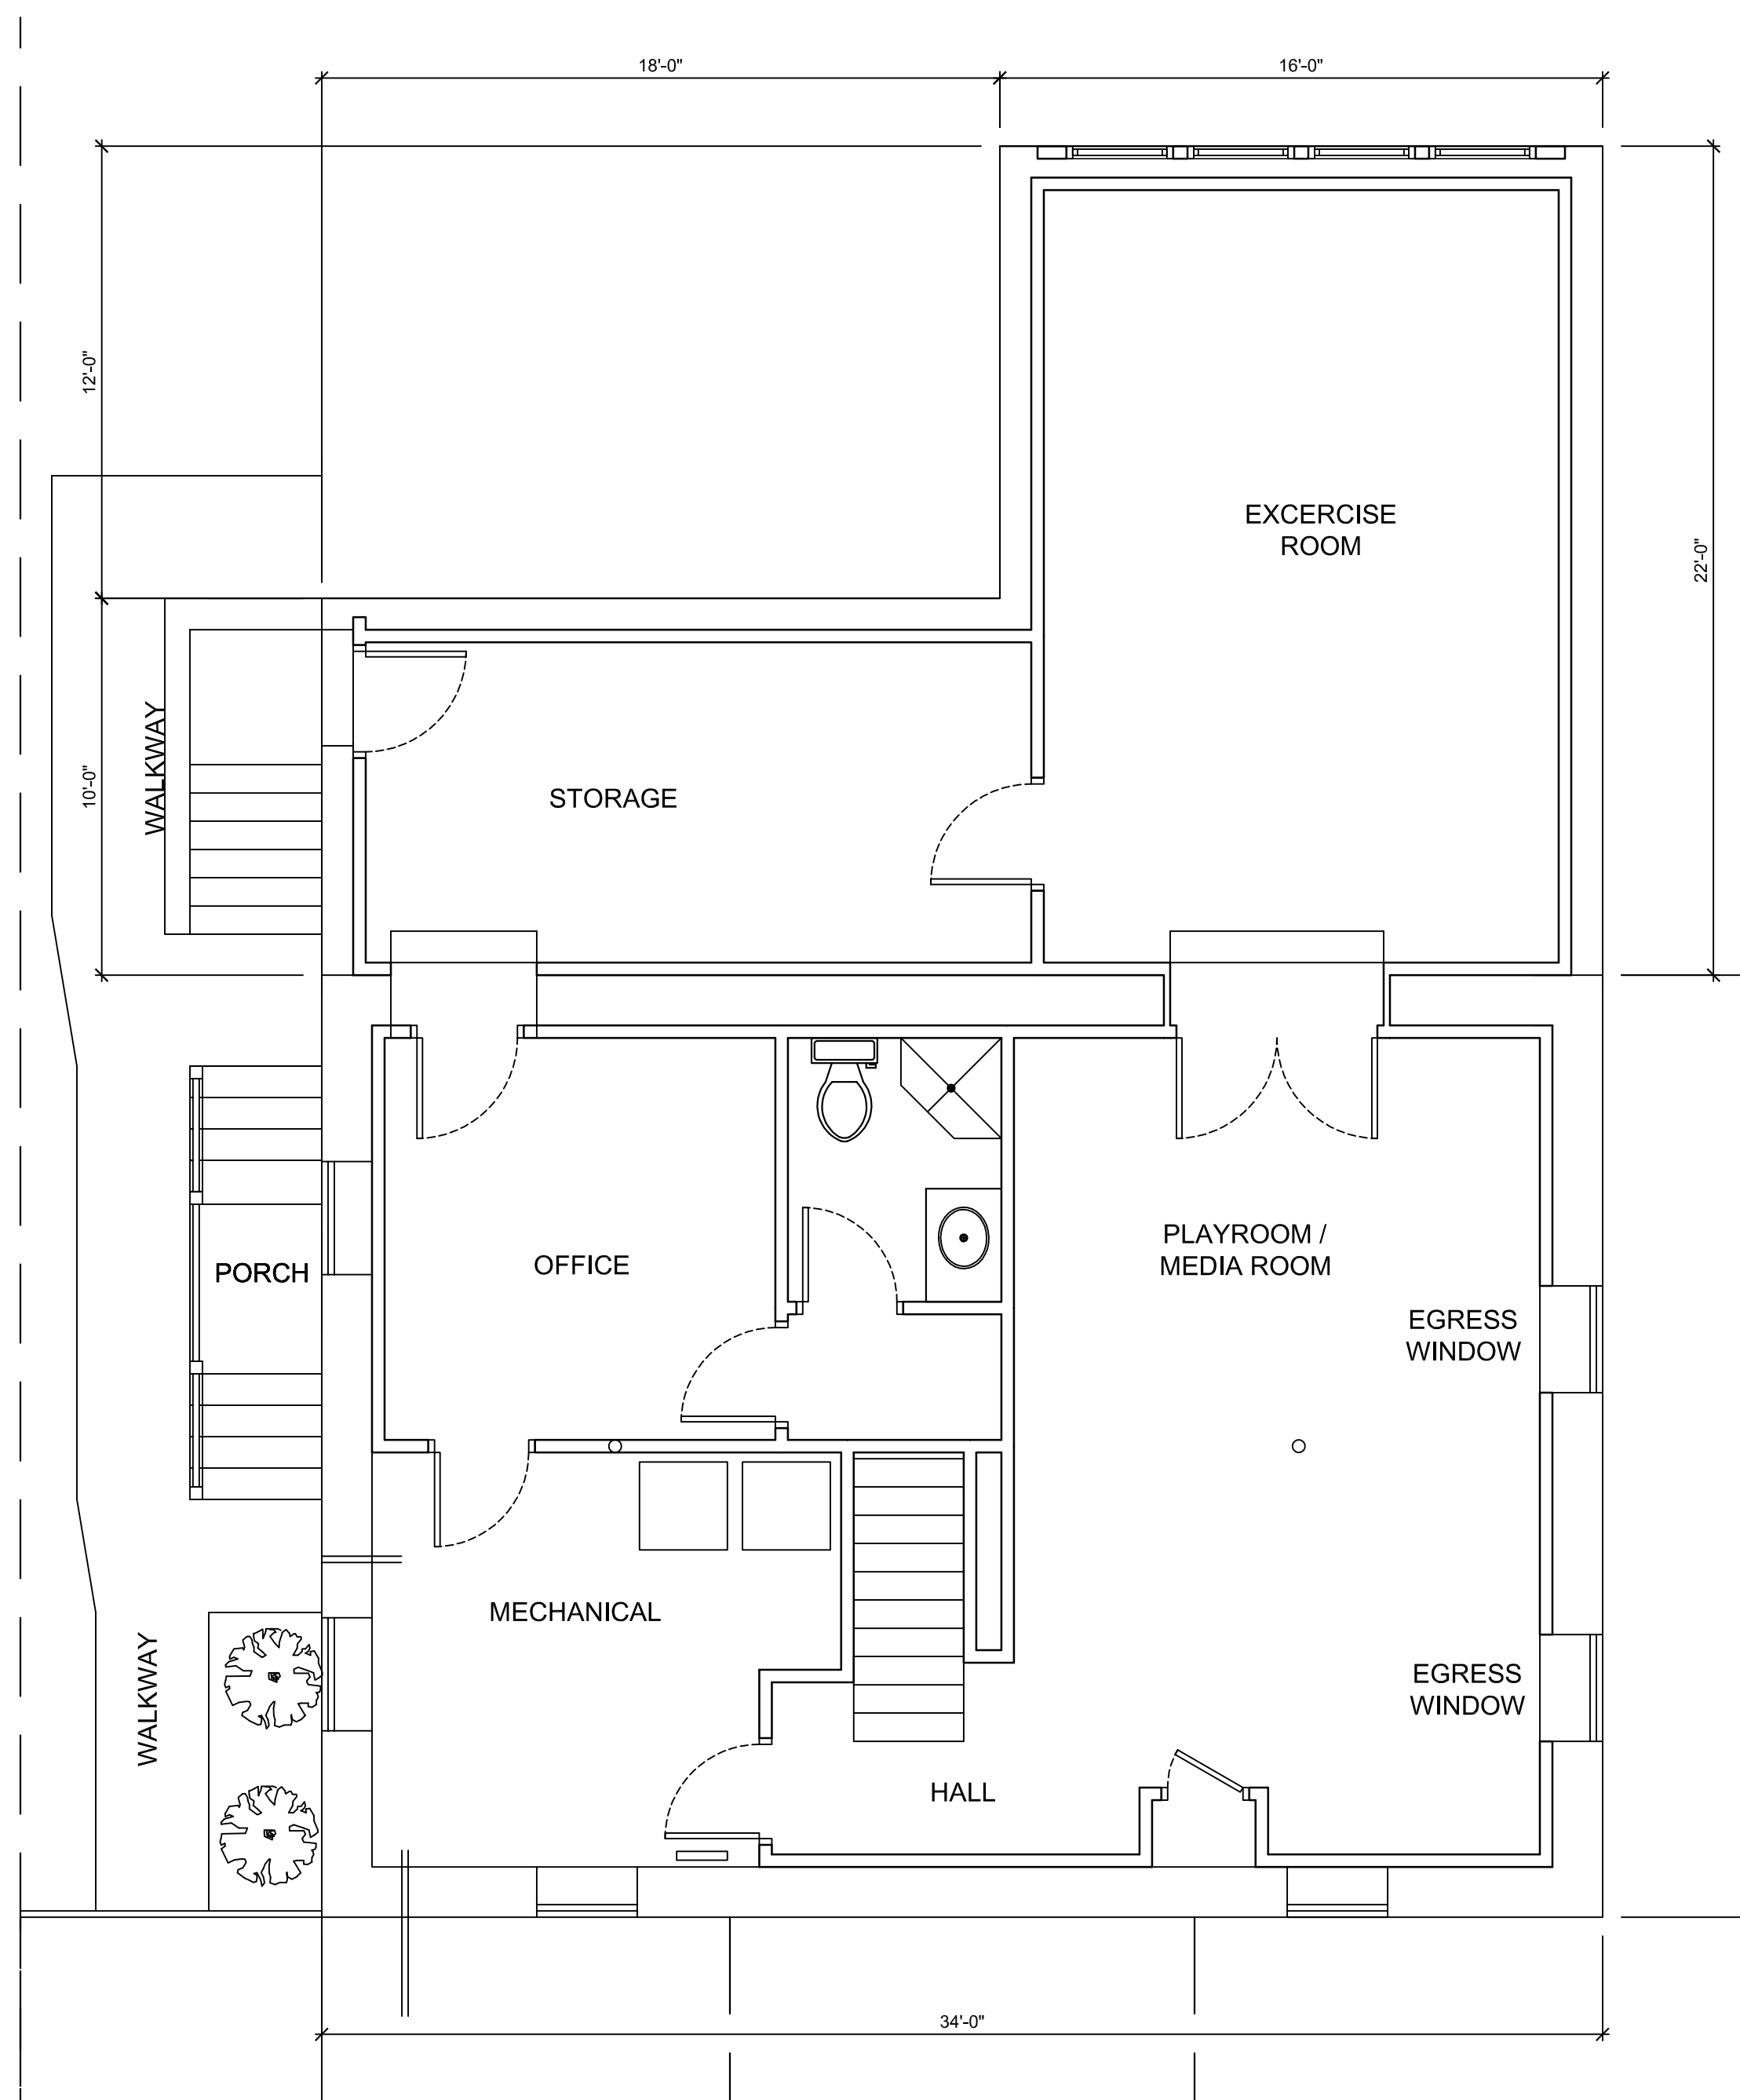 18'-0"
16'-0"
12'-0"
EXCERCISE
ROOM
22'-0"
WALKWAY
10'-0"
STORAGE
PLAYROOM /
MEDIA ROOM
OFFICE
PORCH
EGRESS
WINDOW
MECHANICAL
WALKWAY
EGRESS
WINDOW
HALL
34'-0"